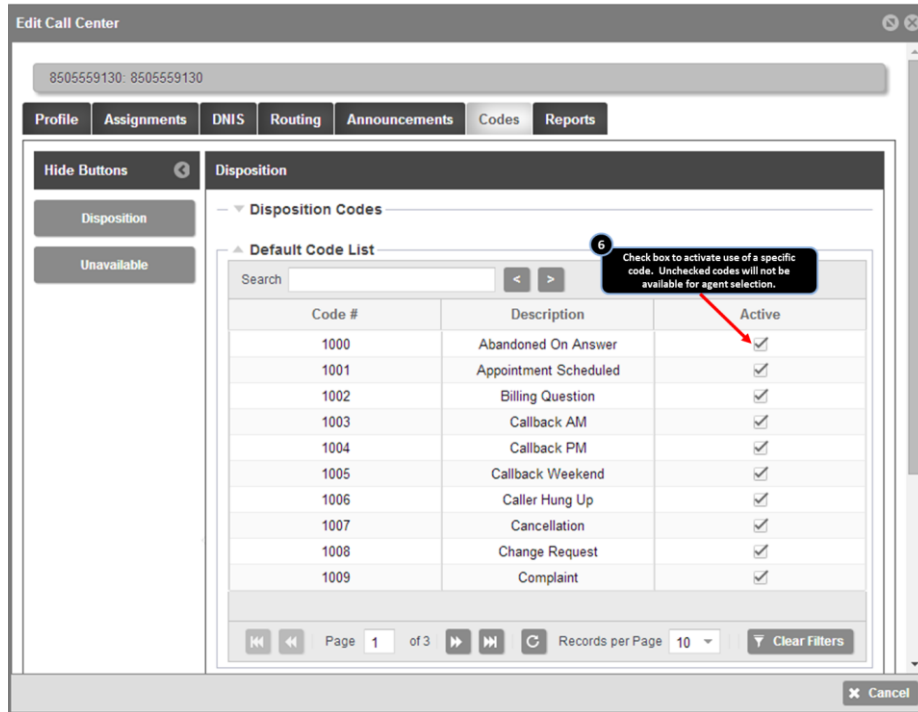 Edit Call Center
8505559130: 8505559130
Profile Assignments DNIS Routing Announcements Codes Reports
Hide Buttons
Disposition
Unavailable
Disposition
Disposition Codes
Default Code List
6
Check box to activate use of a specific
code. Unchecked codes will not be
available for agent selection.
Search < >
Code # Description Active
1000 Abandoned On Answer
1001 Appointment Scheduled
1002 Billing Question
1003 Callback AM
1004 Callback PM
1005 Callback Weekend
1006 Caller Hung Up
1007 Cancellation
1008 Change Request
1009 Complaint
Page 1 of 3 Records per Page 10 Clear Filters
Cancel